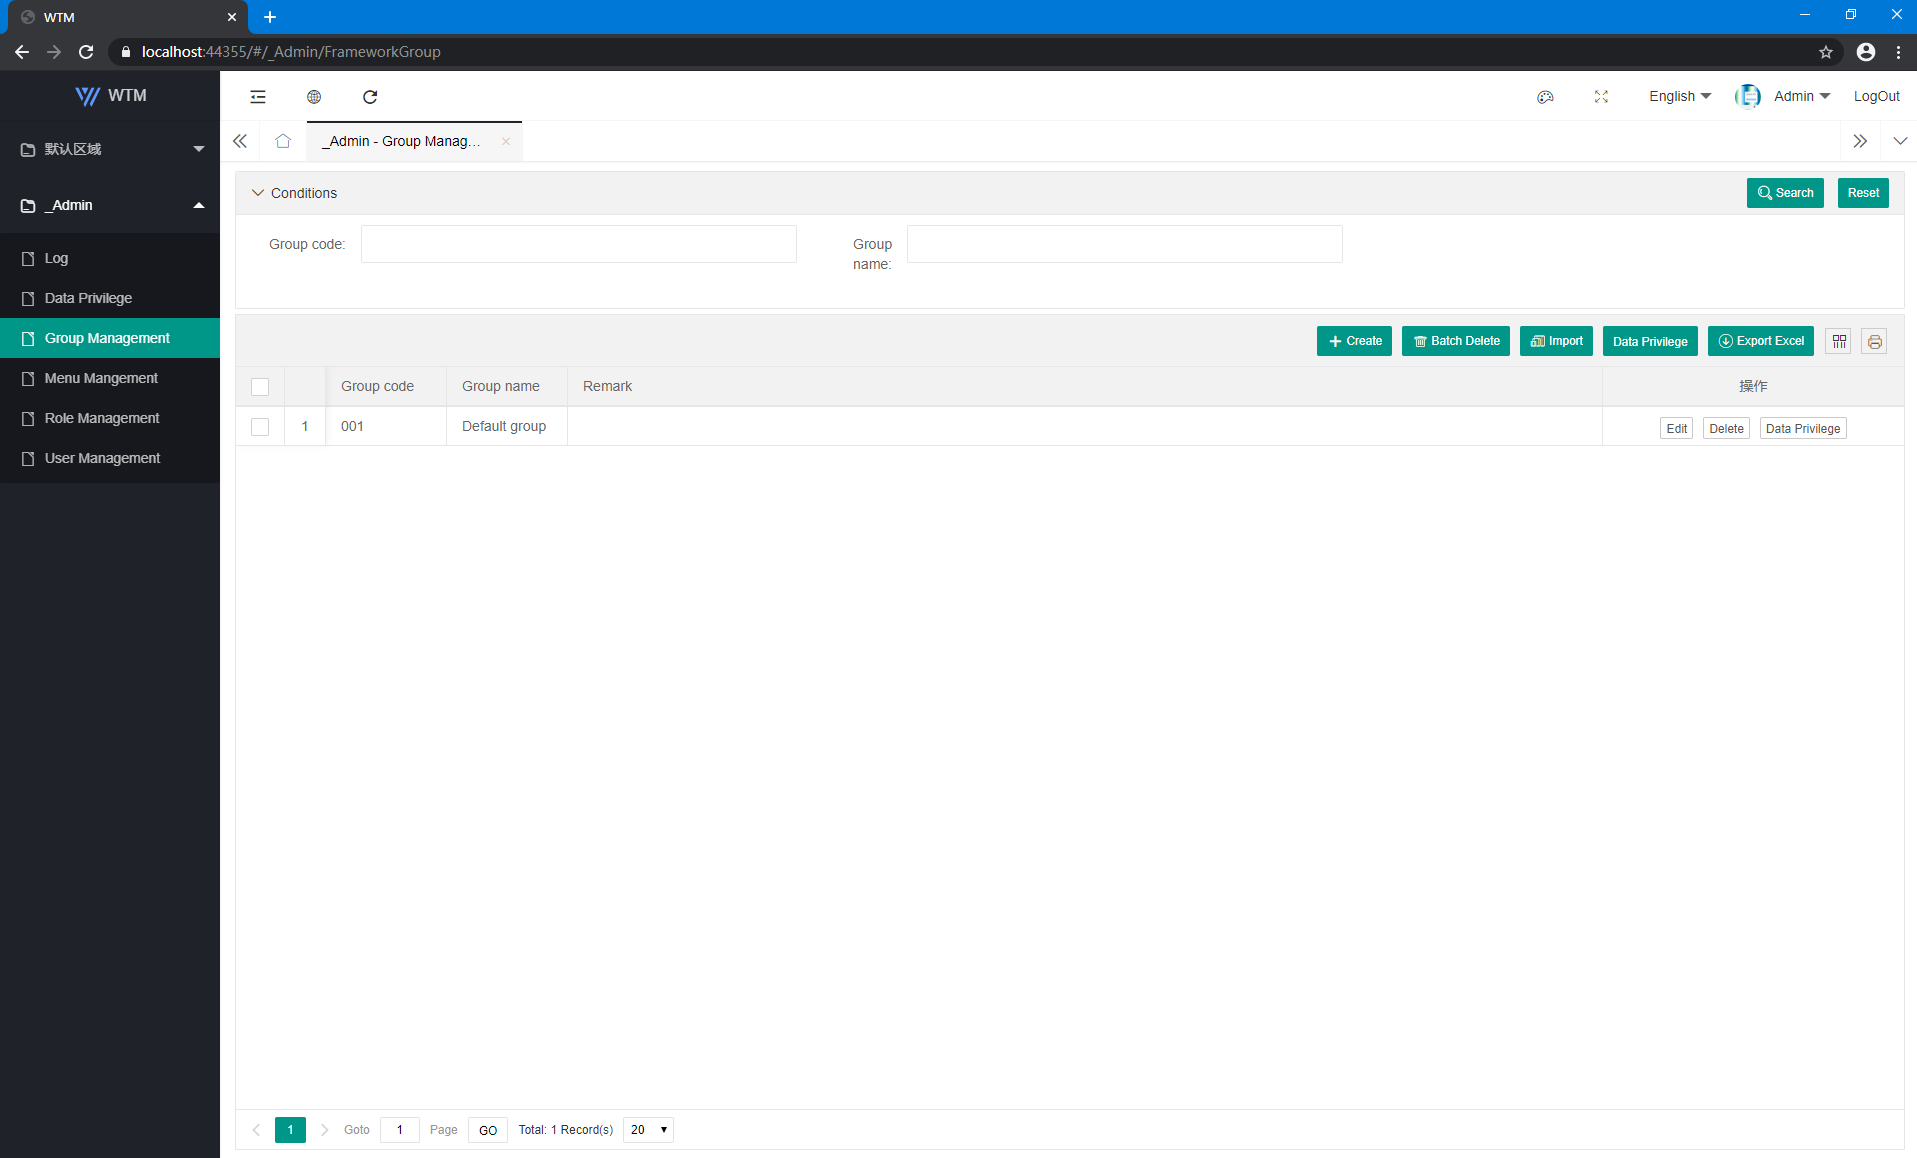 WTM
localhost:44355/#/_Admin/FrameworkGroup
WTM
English
Admin
LogOut
默认区域
_Admin - Group Manag...
_Admin
Conditions
Search
Reset
Group code:
Group name:
Log
Data Privilege
Group Management
Menu Mangement
Role Management
User Management
Create
Batch Delete
Import
Data Privilege
Export Excel
Group code
Group name
Remark
操作
1
001
Default group
Edit
Delete
Data Privilege
1
Goto
1
Page
GO
Total: 1 Record(s)
20